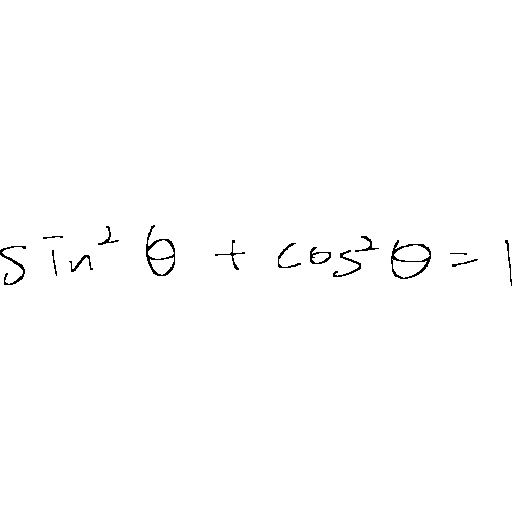 sin² θ + cos² θ = 1